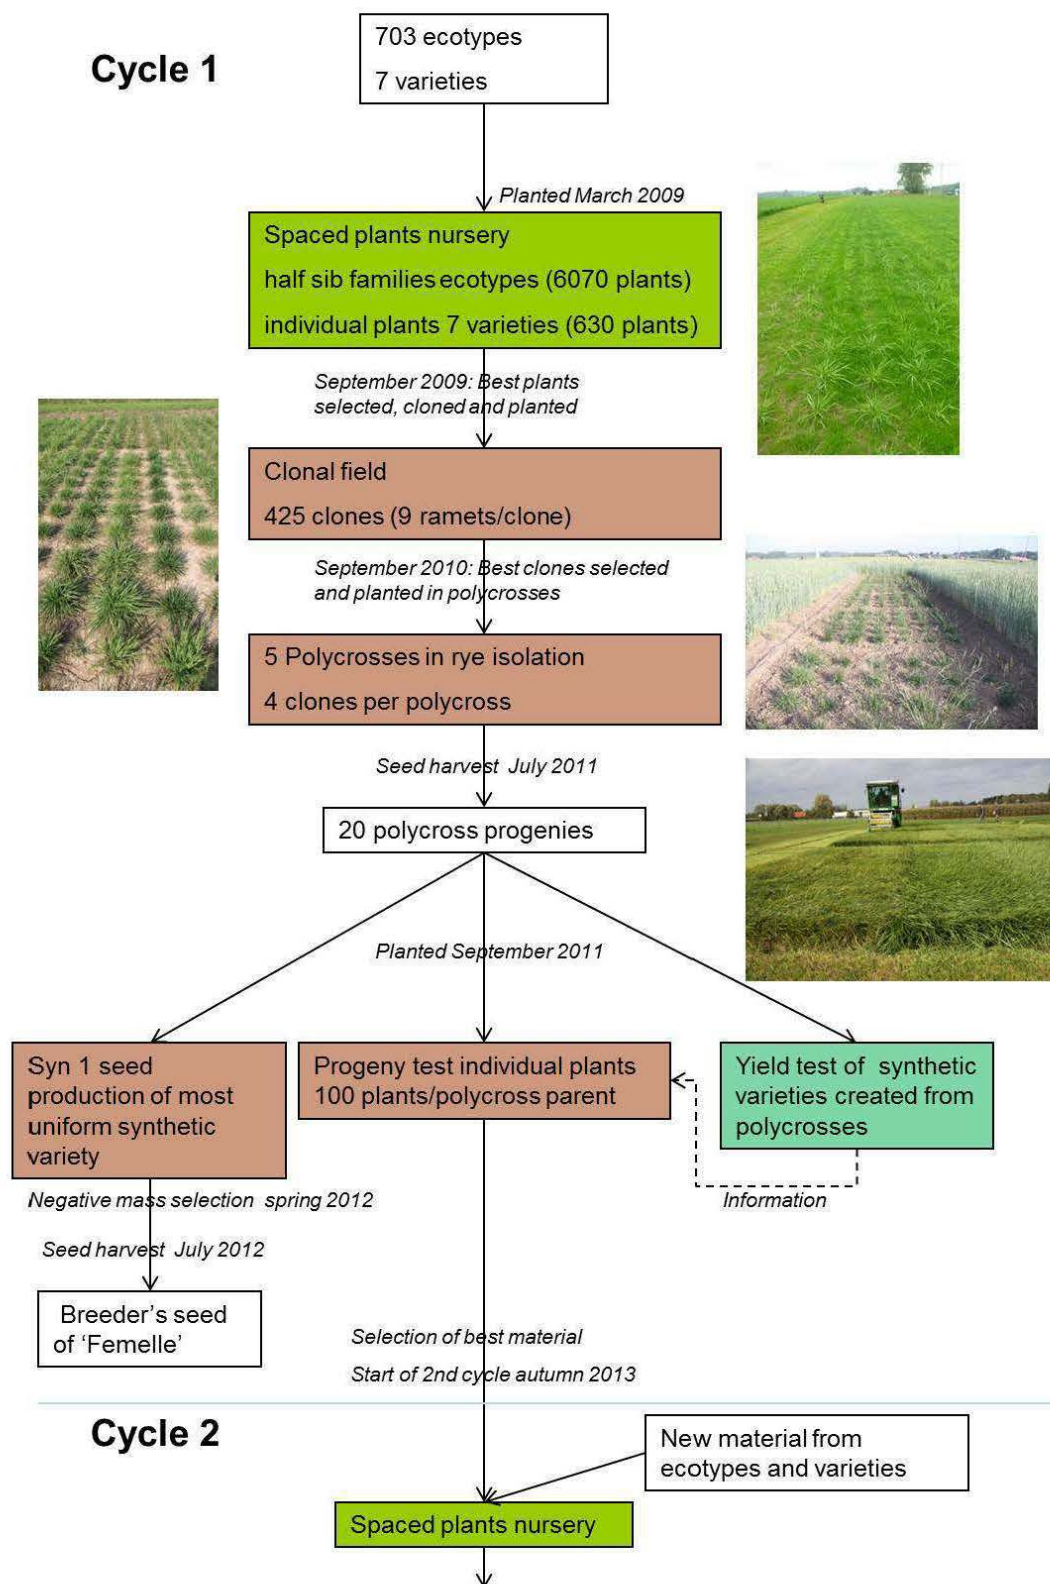 Cycle 1
703 ecotypes
7 varieties
Planted March 2009
Spaced plants nursery
half sib families ecotypes (6070 plants)
individual plants 7 varieties (630 plants)
September 2009: Best plants
selected, cloned and planted
Clonal field
425 clones (9 ramets/clone)
September 2010: Best clones selected
and planted in polycrosses
5 Polycrosses in rye isolation
4 clones per polycross
Seed harvest July 2011
20 polycross progenies
Planted September 2011
Syn 1 seed
production of most
uniform synthetic
variety
Progeny test individual plants
100 plants/polycross parent
Yield test of synthetic
varieties created from
polycrosses
Negative mass selection spring 2012
Information
Seed harvest July 2012
Breeder's seed
of 'Femelle'
Selection of best material
Start of 2nd cycle autumn 2013
Cycle 2
New material from
ecotypes and varieties
Spaced plants nursery